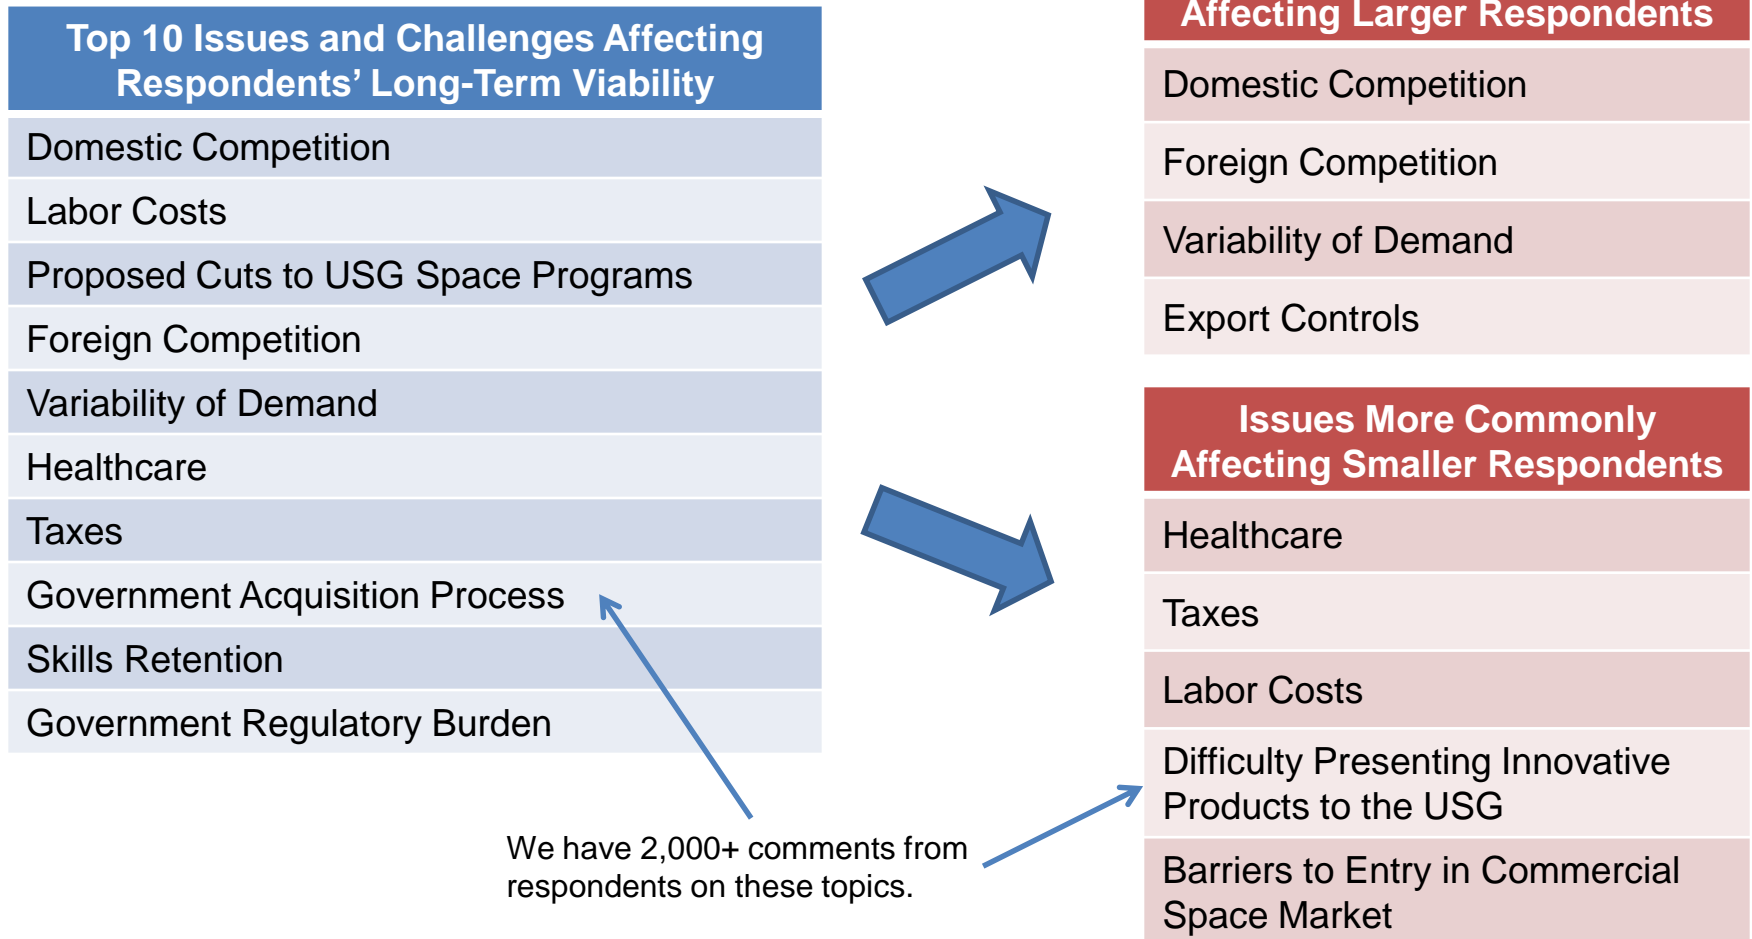 Top 10 Issues and Challenges Affecting
Respondents’ Long-Term Viability
Domestic Competition
Labor Costs
Proposed Cuts to USG Space Programs
Foreign Competition
Variability of Demand
Healthcare
Taxes
Government Acquisition Process
Skills Retention
Government Regulatory Burden
We have 2,000+ comments from
respondents on these topics.
Affecting Larger Respondents
Domestic Competition
Foreign Competition
Variability of Demand
Export Controls
Issues More Commonly
Affecting Smaller Respondents
Healthcare
Taxes
Labor Costs
Difficulty Presenting Innovative
Products to the USG
Barriers to Entry in Commercial
Space Market